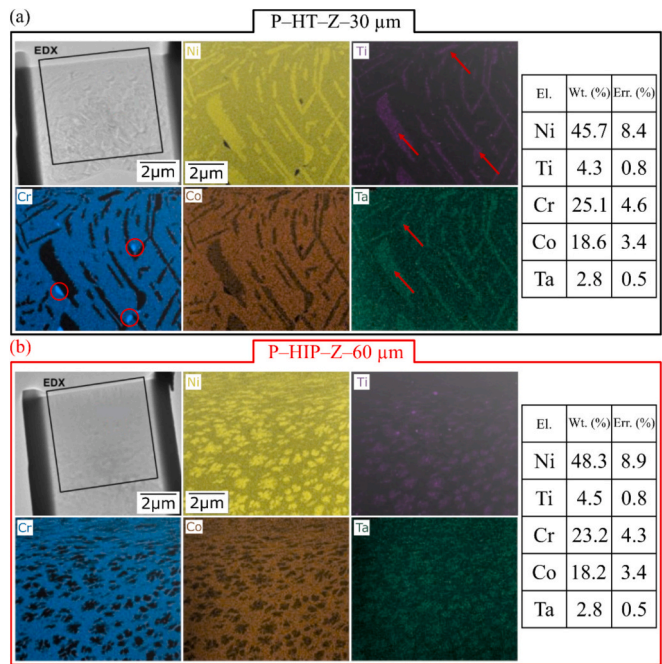 (a)
P–HT–Z–30 µm
EDX
2µm
Ni
2µm
Ti
Cr
Co
Ta
El. Wt. (%) Err. (%)
Ni 45.7 8.4
Ti 4.3 0.8
Cr 25.1 4.6
Co 18.6 3.4
Ta 2.8 0.5
(b)
P–HIP–Z–60 µm
EDX
2µm
Ni
2µm
Ti
Cr
Co
Ta
El. Wt. (%) Err. (%)
Ni 48.3 8.9
Ti 4.5 0.8
Cr 23.2 4.3
Co 18.2 3.4
Ta 2.8 0.5